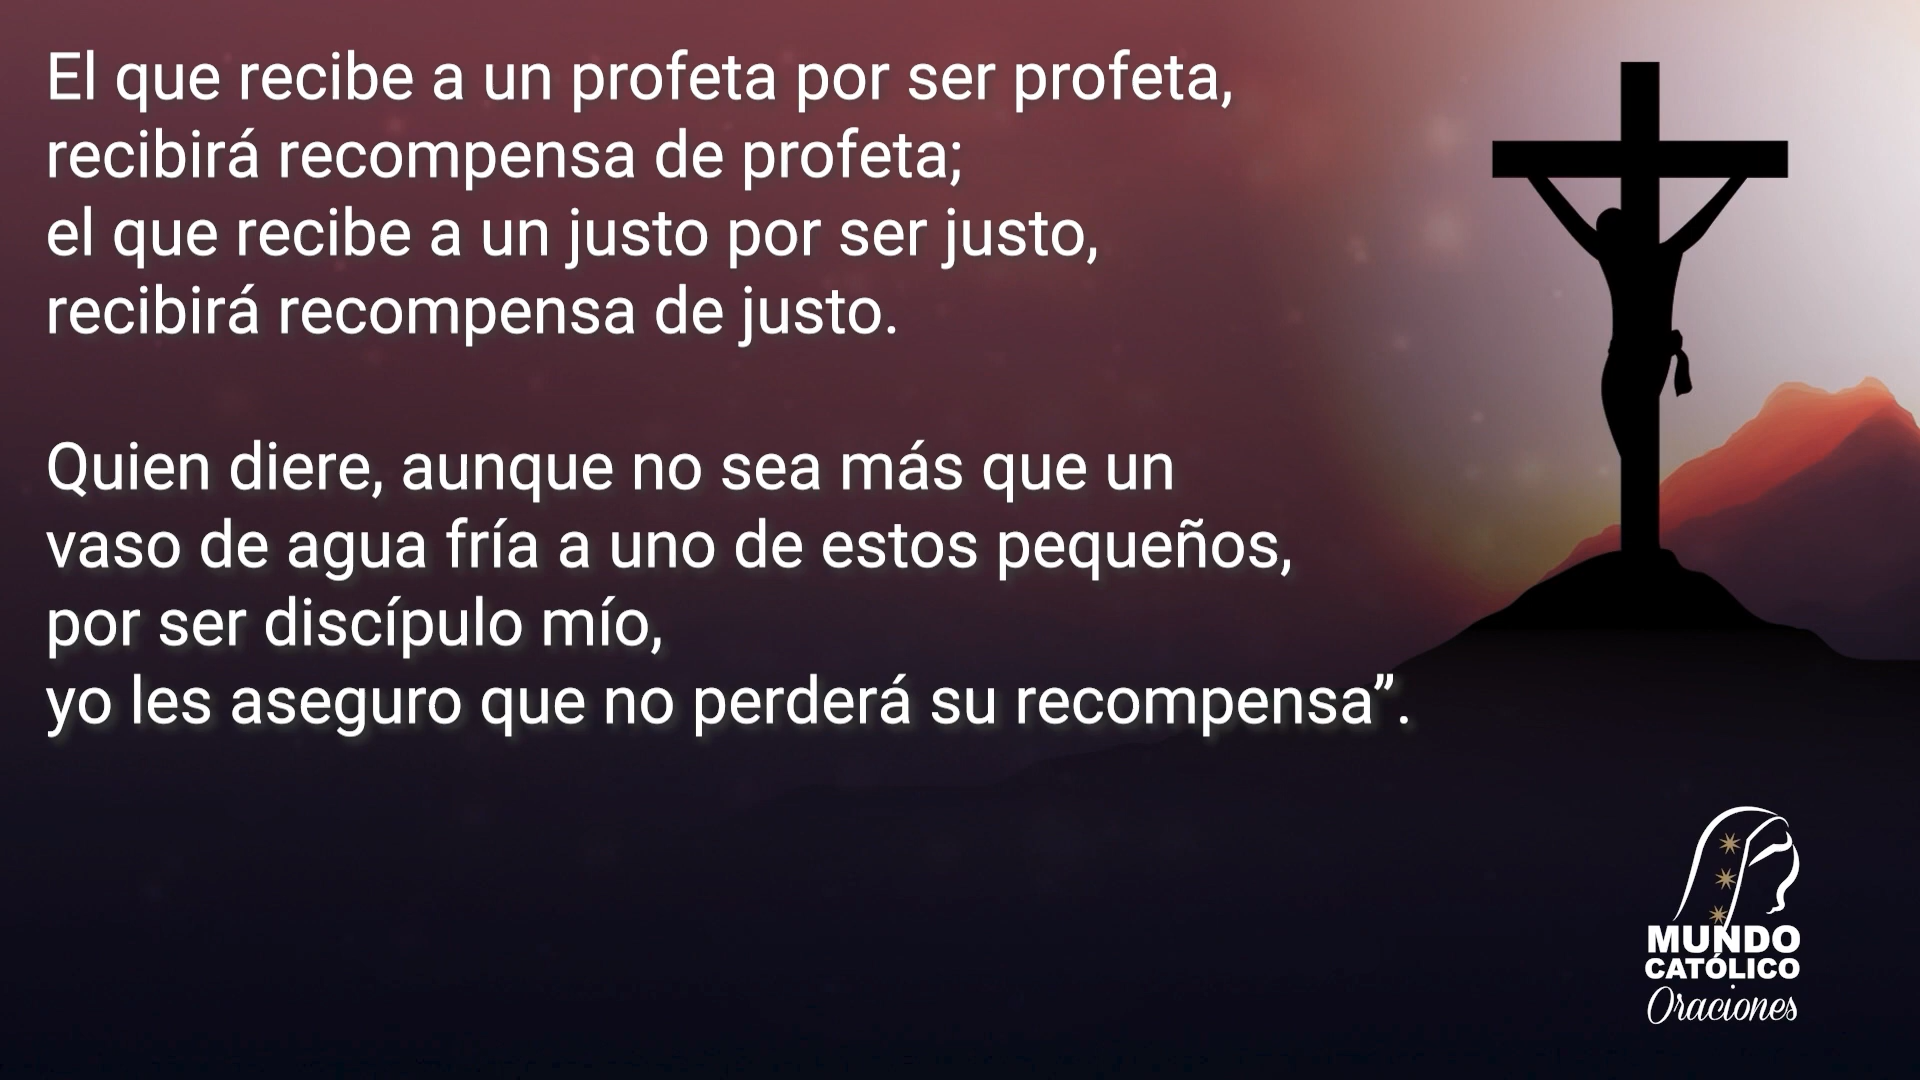 El que recibe a un profeta por ser profeta,
recibirá recompensa de profeta;
el que recibe a un justo por ser justo,
recibirá recompensa de justo.
Quien diere, aunque no sea más que un
vaso de agua fría a uno de estos pequeños,
por ser discípulo mío,
yo les aseguro que no perderá su recompensa”.
MUNDO
CATÓLICO
Oraciones